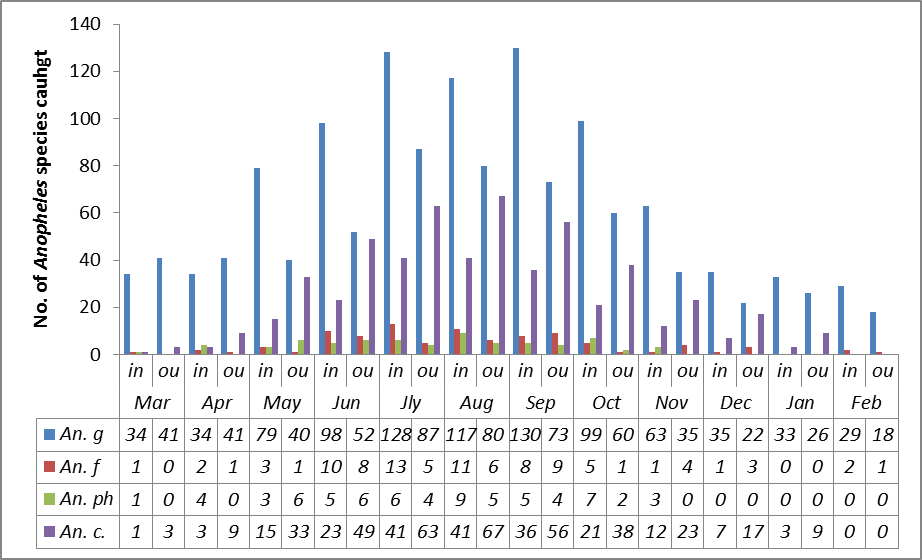 No. of Anopheles species cauhgt
140
120
100
80
60
40
20
0
in ou in ou in ou in ou in ou in ou in ou in ou in ou in ou in ou in ou
Mar Apr May Jun Jly Aug Sep Oct Nov Dec Jan Feb
An. g 34 41 34 41 79 40 98 52 128 87 117 80 130 73 99 60 63 35 35 22 33 26 29 18
An. f 1 0 2 1 3 1 10 8 13 5 11 6 8 9 5 1 1 4 1 3 0 0 2 1
An. ph 1 0 4 0 3 6 5 6 6 4 9 5 5 4 7 2 3 0 0 0 0 0 0 0
An. c. 1 3 3 9 15 33 23 49 41 63 41 67 36 56 21 38 12 23 7 17 3 9 0 0